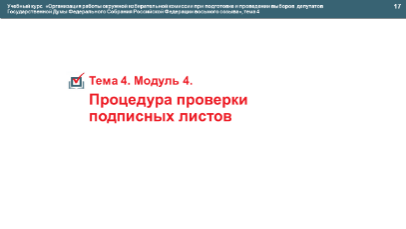 Учебный курс «Организация работы окружной избирательной комиссии при подготовке и проведении выборов депутатов
Государственной Думы Федерального Собрания Российской Федерации восьмого созыва», тема 4
17
Тема 4. Модуль 4.
Процедура проверки
подписных листов